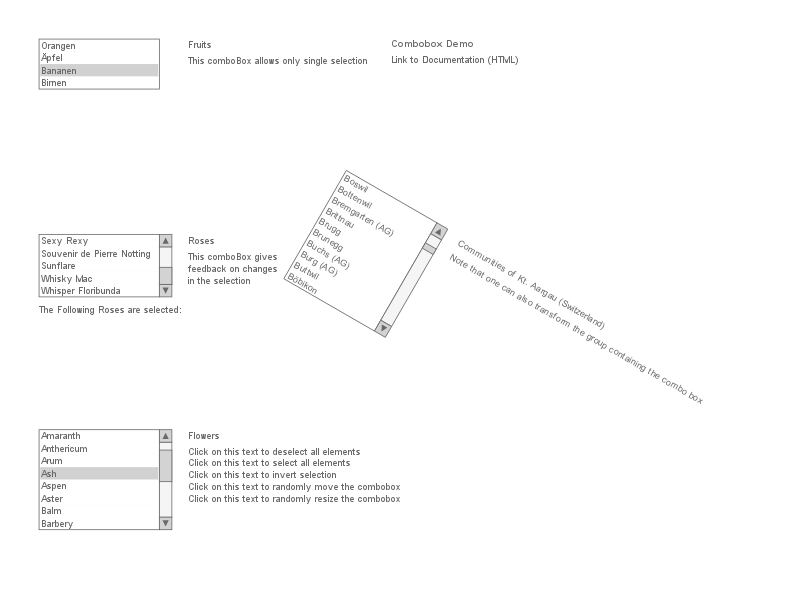 Orangen
Äpfel
Bananen
Birnen
Fruits
This comboBox allows only single selection
Combobox Demo
Link to Documentation (HTML)
Boswil
Bottenwil
Bremgarten (AG)
Brittnau
Brugg
Brunegg
Buchs (AG)
Burg (AG)
Buttwil
Böbikon
Communities of Kt. Aargau (Switzerland)
Note that one can also transform the group containing the combo box
Sexy Rexy
Souvenir de Pierre Notting
Sunflare
Whisky Mac
Whisper Floribunda
Roses
This comboBox gives
feedback on changes
in the selection
The Following Roses are selected:
Amaranth
Anthericum
Arum
Ash
Aspen
Aster
Balm
Barbery
Flowers
Click on this text to deselect all elements
Click on this text to select all elements
Click on this text to invert selection
Click on this text to randomly move the combobox
Click on this text to randomly resize the combobox